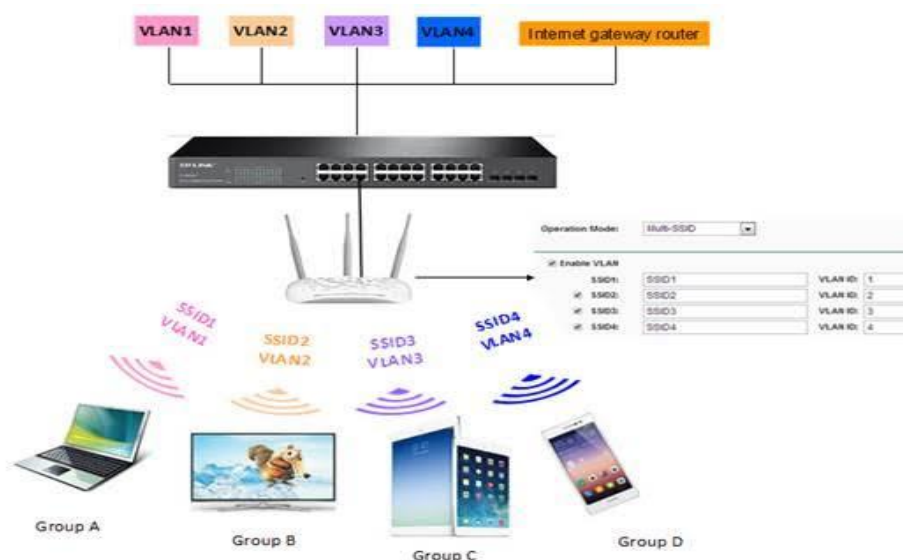 VLAN1
VLAN2
VLAN3
VLAN4
Internet gateway router
TP-LINK
Operation Mode: Multi-SSID
Enable VLAN
SSID1: SSID1 VLAN ID: 1
SSID2: SSID2 VLAN ID: 2
SSID3: SSID3 VLAN ID: 3
SSID4: SSID4 VLAN ID: 4
SSID1
VLAN1
SSID2
VLAN2
SSID3
VLAN3
SSID4
VLAN4
Group A
Group B
Group C
Group D